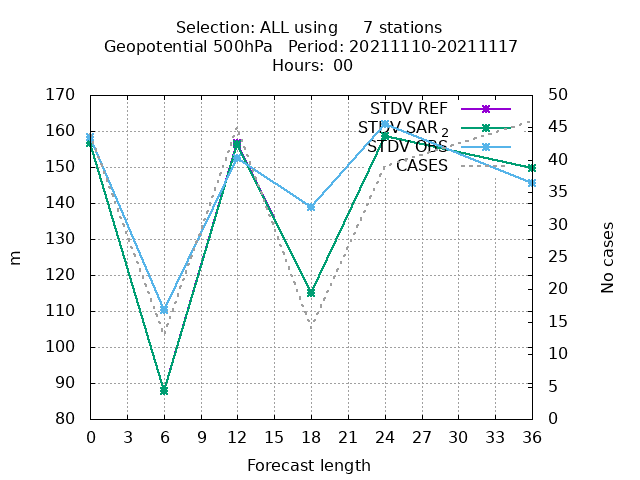 Selection: ALL using     7 stations
Geopotential 500hPa   Period: 20211110-20211117
Hours:  00
170
160
150
140
130
120
110
100
90
80
m
50
45
40
35
30
25
20
15
10
5
0
No cases
STDV REF
STDV SAR2
STDV OBS
CASES
0 3 6 9 12 15 18 21 24 27 30 33 36
Forecast length